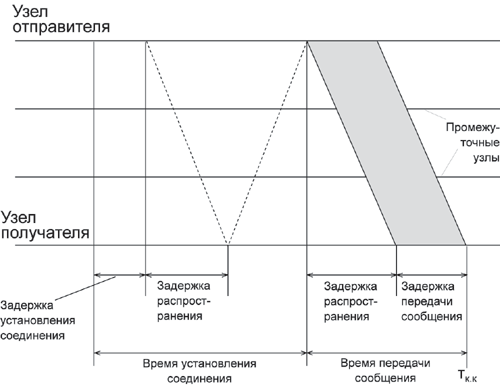 Узел
отправителя
Промежу-
точные
узлы
Узел
получателя
Задержка
установления
соединения
Задержка
распрост-
ранения
Задержка
распрост-
ранения
Задержка
передачи
сообщения
Время установления
соединения
Время передачи
сообщения
Tк.к